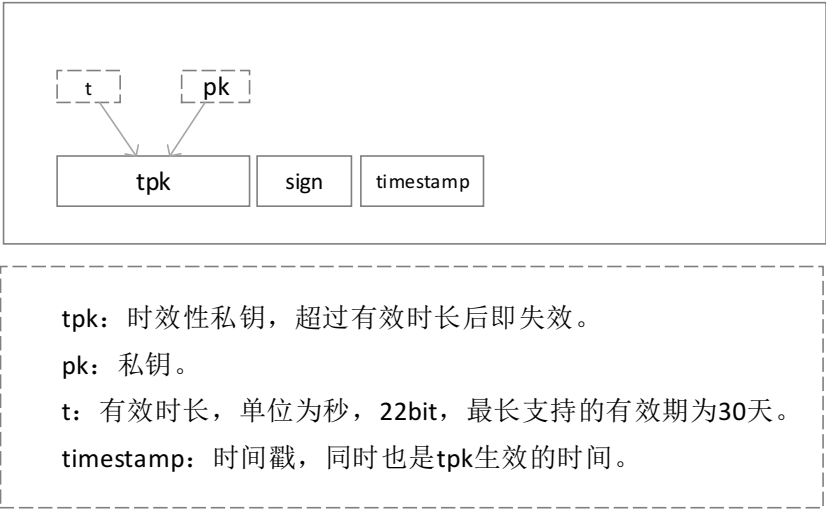 t pk
tpk sign timestamp
tpk：时效性私钥，超过有效时长后即失效。
pk：私钥。
t：有效时长，单位为秒，22bit，最长支持的有效期为30天。
timestamp：时间戳，同时也是tpk生效的时间。